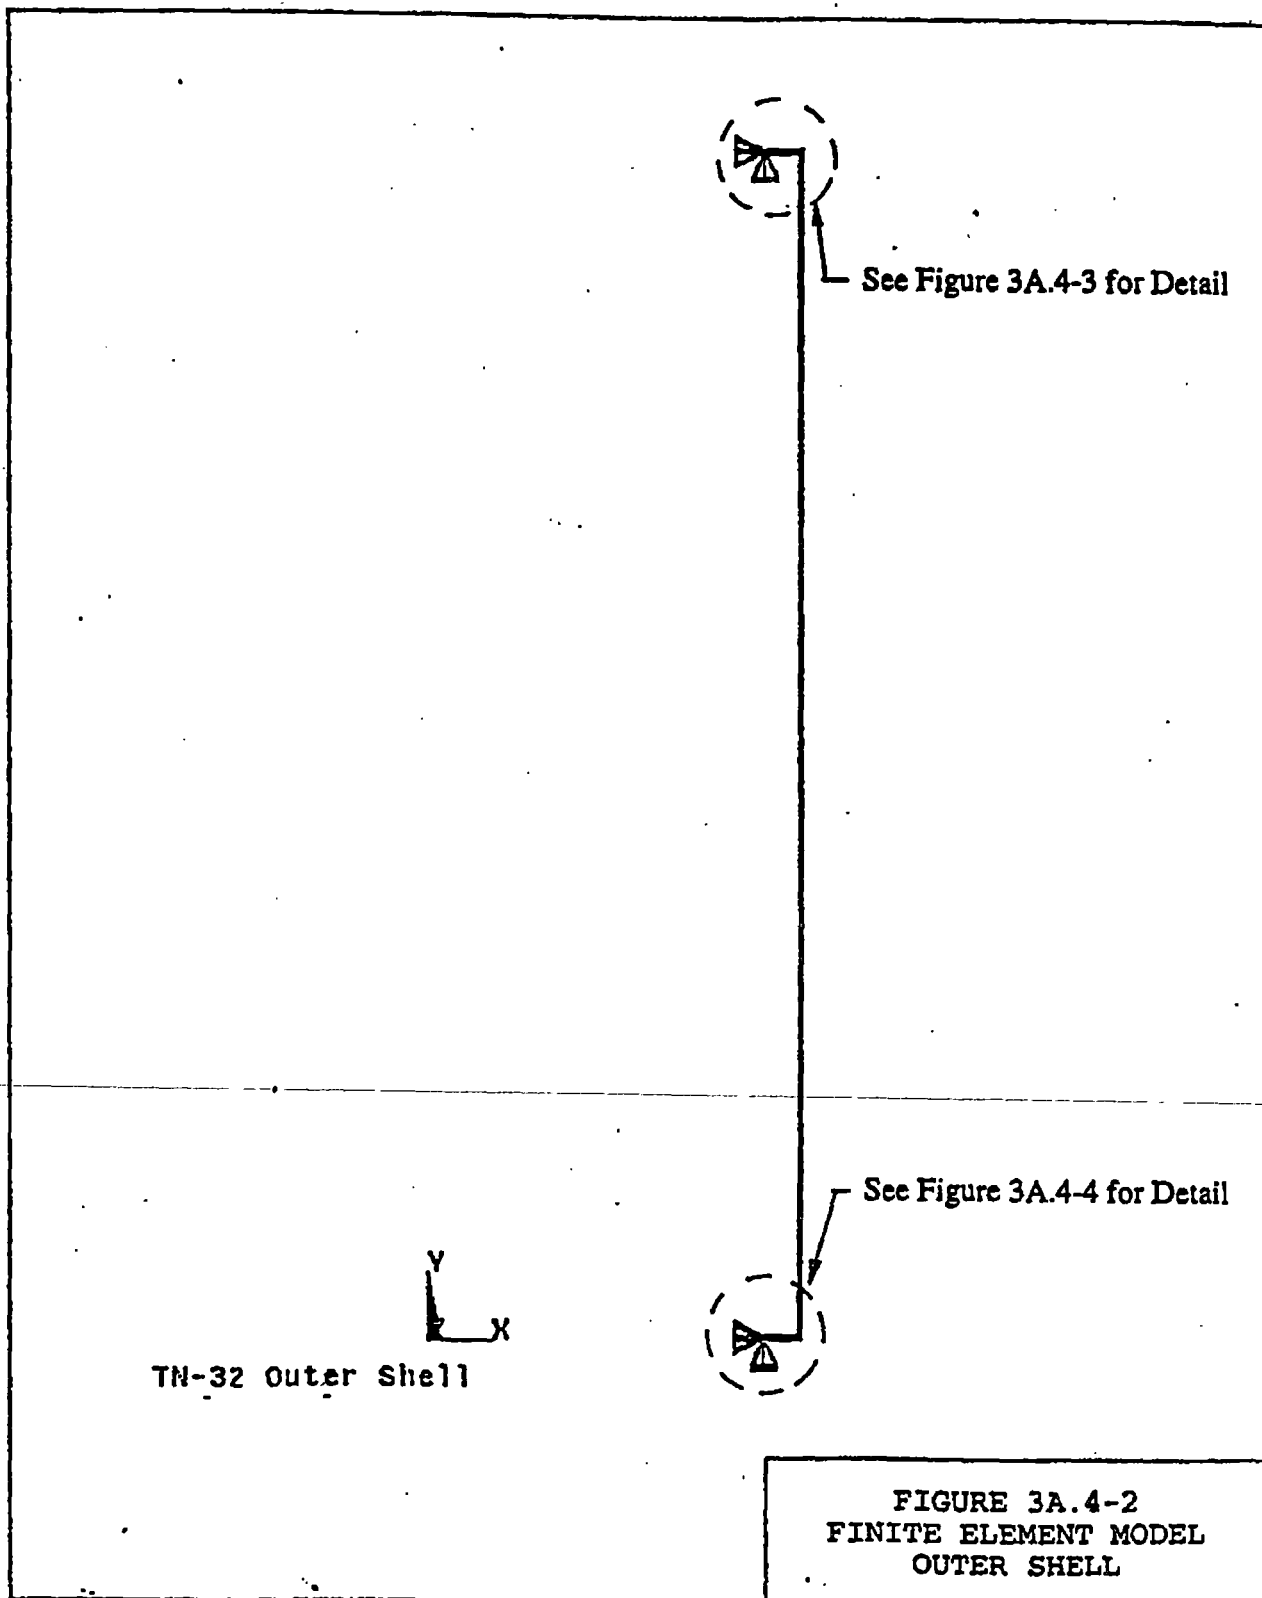 See Figure 3A.4-3 for Detail
See Figure 3A.4-4 for Detail
Y
X
TN-32 Outer Shell
FIGURE 3A.4-2
FINITE ELEMENT MODEL
OUTER SHELL